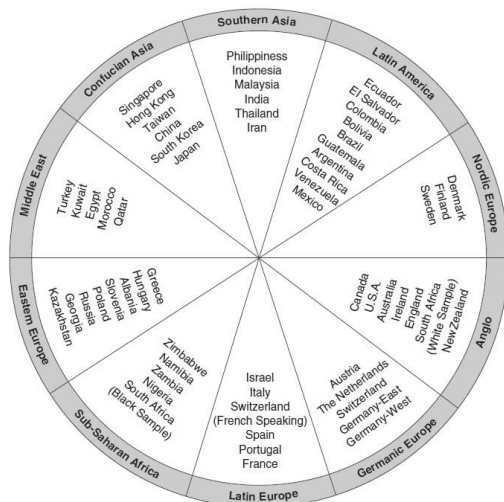 Southern Asia
Philippiness
Indonesia
Malaysia
India
Thailand
Iran
Latin America
Ecuador
El Salvador
Colombia
Bolivia
Brazil
Guatemala
Argentina
Costa Rica
Venezuela
Mexico
Nordic Europe
Denmark
Finland
Sweden
Anglo
Canada
U.S.A.
Australia
Ireland
England
South Africa
(White Sample)
New Zealand
Germanic Europe
Austria
The Netherlands
Switzerland
Germany-East
Germany-West
Latin Europe
Israel
Italy
Switzerland
(French Speaking)
Spain
Portugal
France
Sub-Saharan Africa
Zimbabwe
Namibia
Zambia
Nigeria
South Africa
(Black Sample)
Eastern Europe
Greece
Hungary
Albania
Slovenia
Poland
Russia
Georgia
Kazakhstan
Middle East
Turkey
Kuwait
Egypt
Morocco
Qatar
Confucian Asia
Singapore
Hong Kong
Taiwan
China
South Korea
Japan